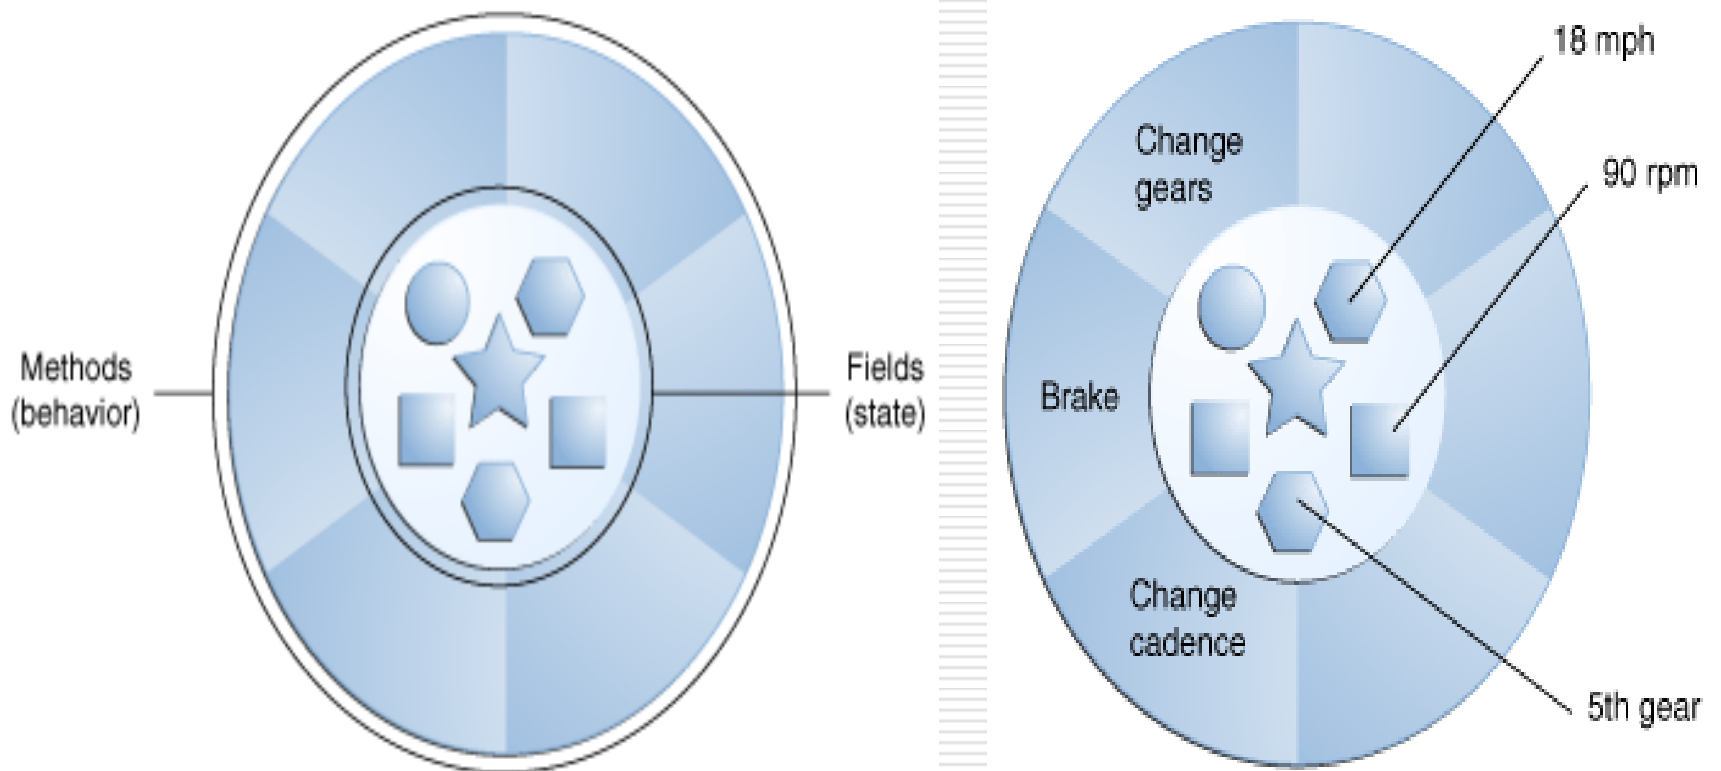 Methods
(behavior)
Fields
(state)
Change
gears
Brake
Change
cadence
18 mph
90 rpm
5th gear